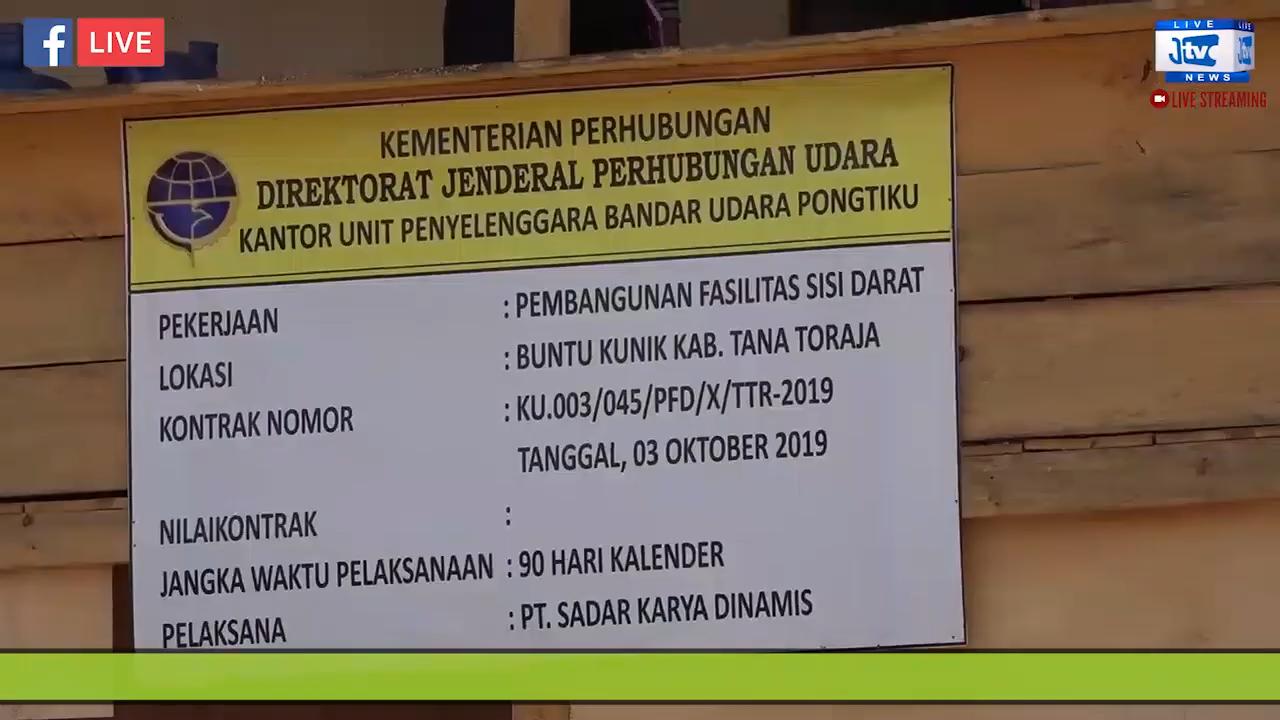 f LIVE
LIVE
Jtvc
NEWS
LIVE STREAMING
KEMENTERIAN PERHUBUNGAN
DIREKTORAT JENDERAL PERHUBUNGAN UDARA
KANTOR UNIT PENYELENGGARA BANDAR UDARA PONGTIKU
PEKERJAAN : PEMBANGUNAN FASILITAS SISI DARAT
LOKASI : BUNTU KUNIK KAB. TANA TORAJA
KONTRAK NOMOR : KU.003/045/PFD/X/TTR-2019
TANGGAL, 03 OKTOBER 2019
NILAIKONTRAK :
JANGKA WAKTU PELAKSANAAN : 90 HARI KALENDER
PELAKSANA : PT. SADAR KARYA DINAMIS